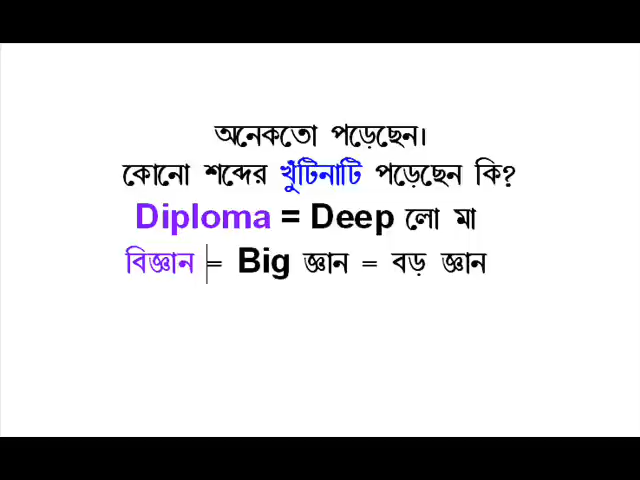 অনেকতো পড়েছেন।
কোনো শব্দের খুঁটিনাটি পড়েছেন কি?
Diploma = Deep লো মা
বিজ্ঞান = Big জ্ঞান = বড় জ্ঞান